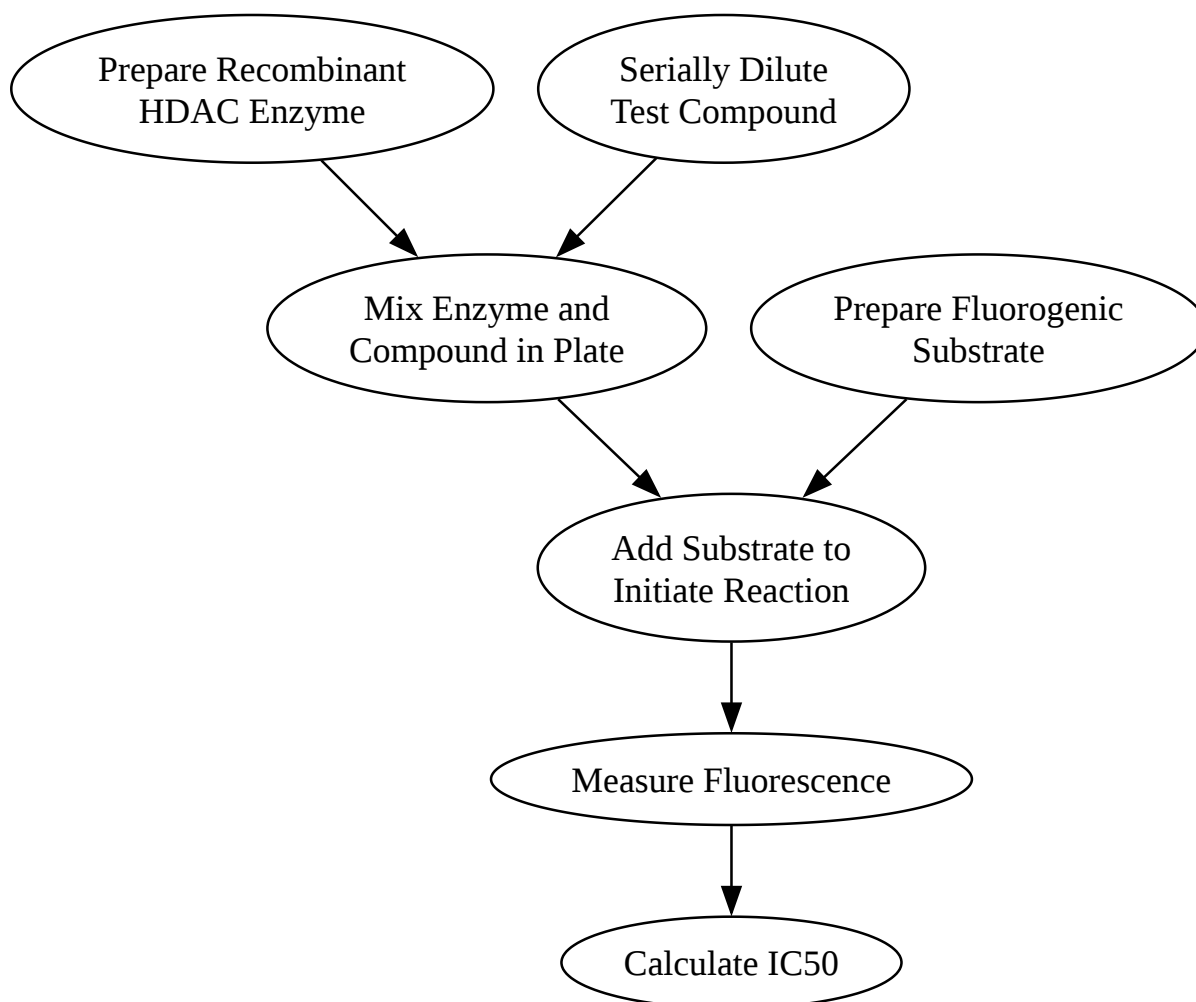 Prepare Recombinant
HDAC Enzyme
Serially Dilute
Test Compound
Mix Enzyme and
Compound in Plate
Prepare Fluorogenic
Substrate
Add Substrate to
Initiate Reaction
Measure Fluorescence
Calculate IC50